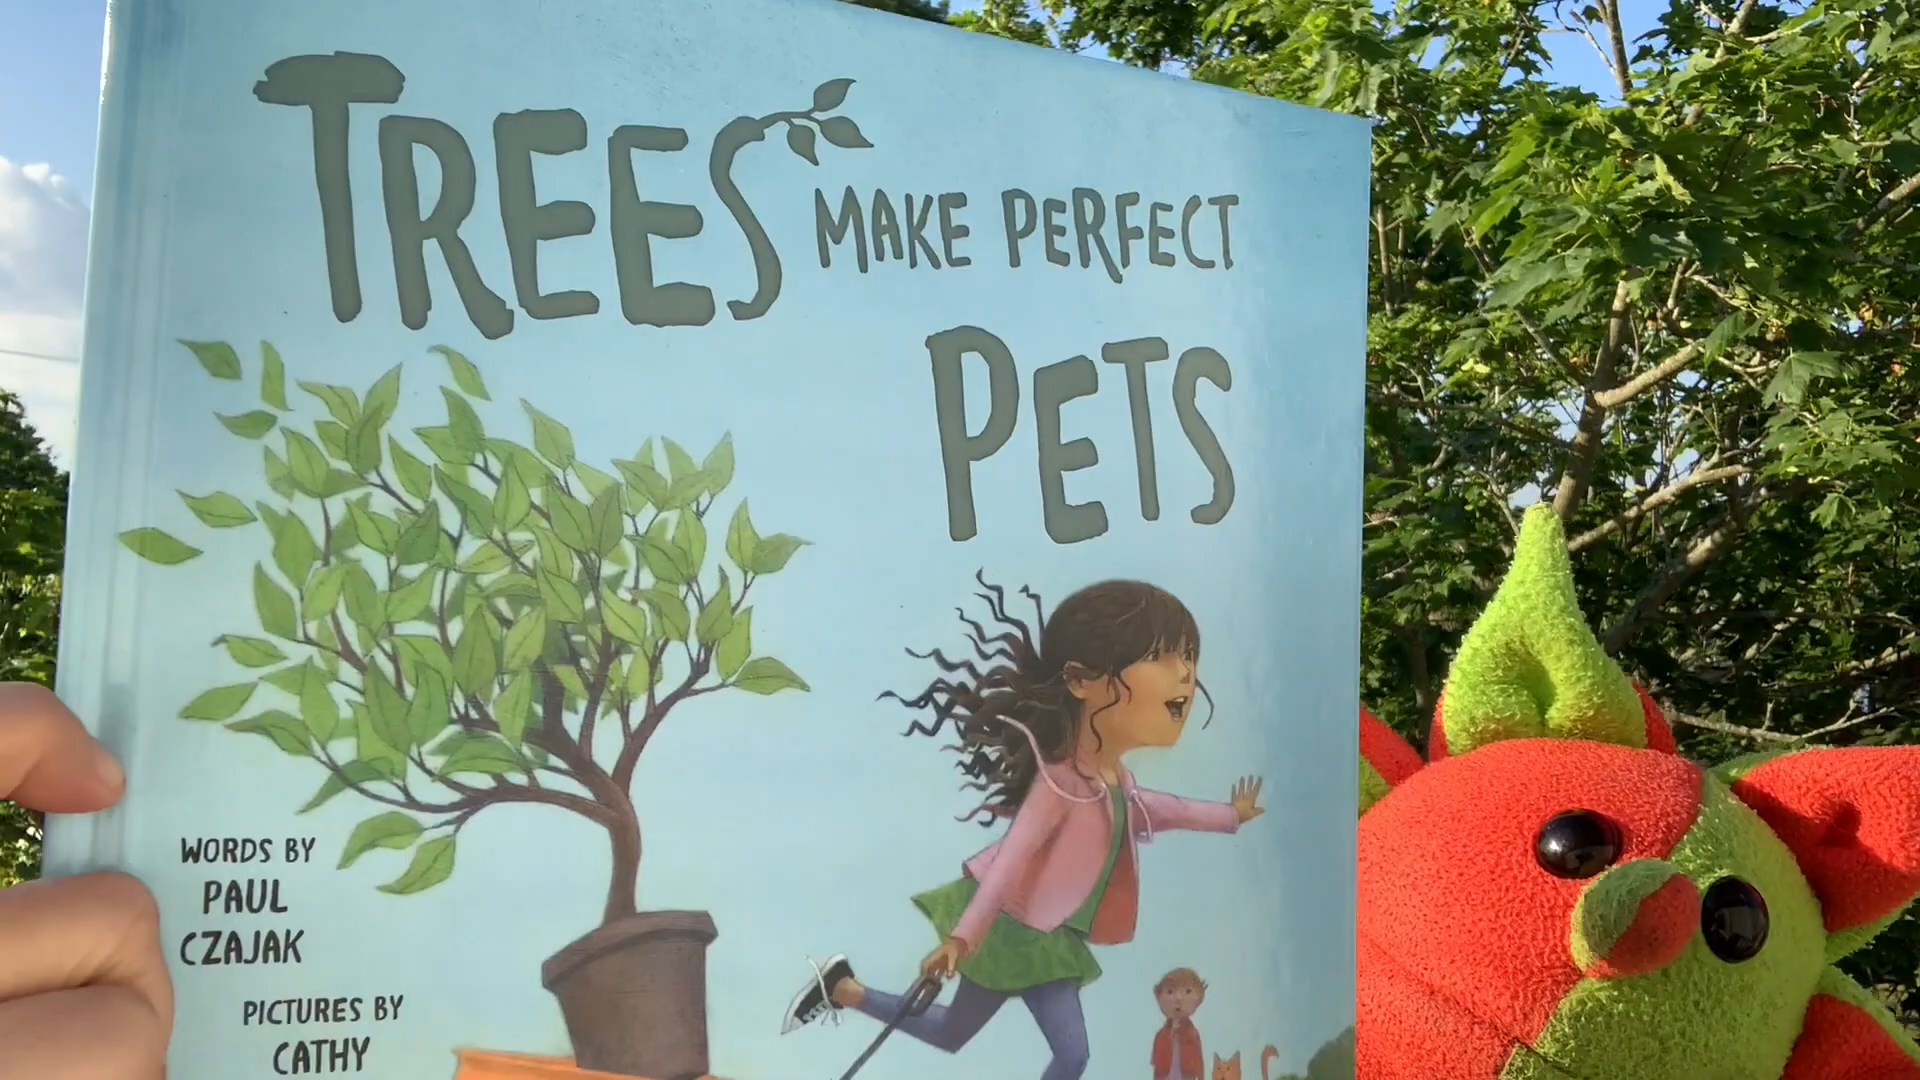 TREES MAKE PERFECT
PETS
WORDS BY
PAUL
CZAJAK
PICTURES BY
CATHY